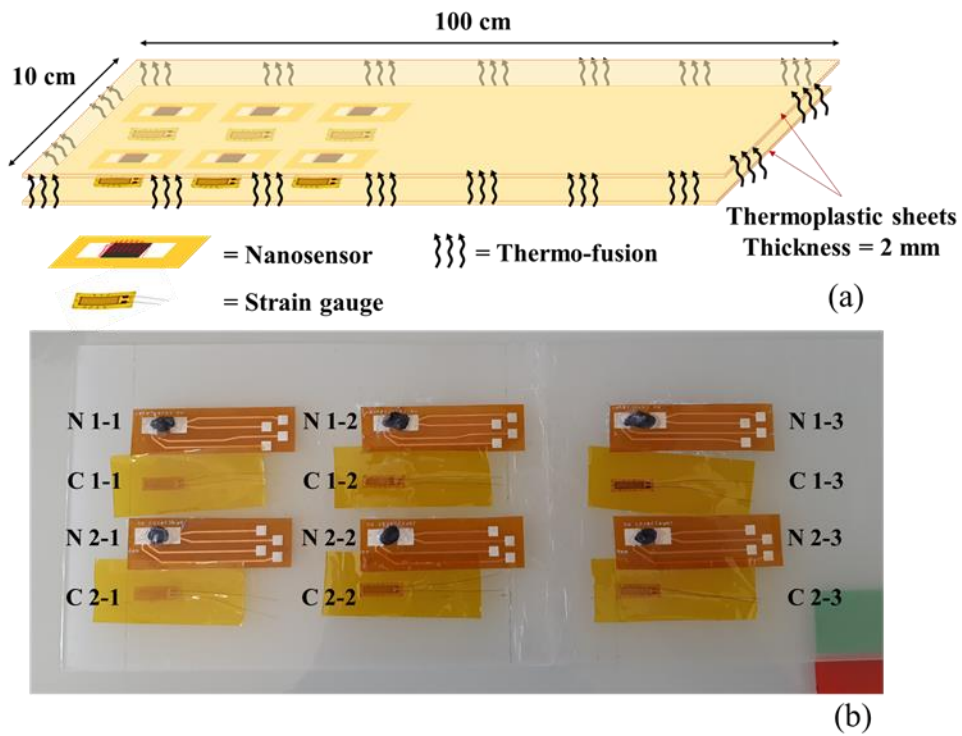 100 cm
10 cm
Thermoplastic sheets
Thickness = 2 mm
= Nanosensor
= Thermo-fusion
= Strain gauge
(a)
N 1-1
N 1-2
N 1-3
C 1-1
C 1-2
C 1-3
N 2-1
N 2-2
N 2-3
C 2-1
C 2-2
C 2-3
(b)